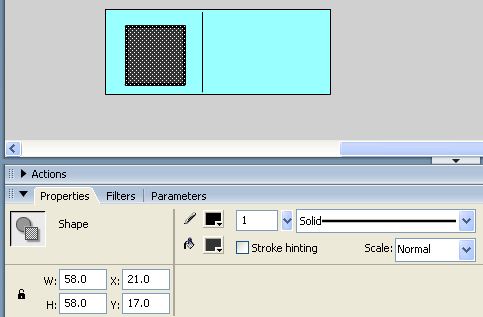 Actions
Properties Filters Parameters
Shape
1 Solid
Stroke hinting Scale: Normal
W: 58.0 X: 21.0
H: 58.0 Y: 17.0